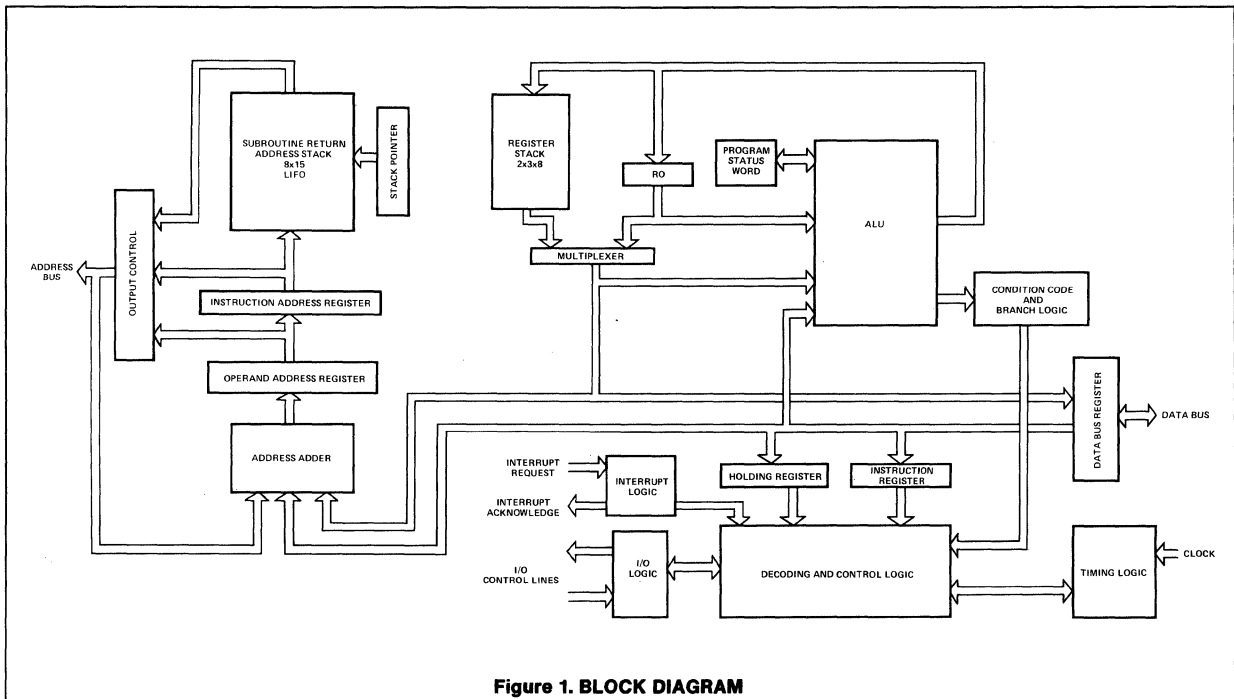 SUBROUTINE RETURN
ADDRESS STACK
8x15
LIFO
STACK POINTER
OUTPUT CONTROL
ADDRESS
BUS
INSTRUCTION ADDRESS REGISTER
OPERAND ADDRESS REGISTER
ADDRESS ADDER
REGISTER
STACK
2x3x8
RO
MULTIPLEXER
PROGRAM
STATUS
WORD
ALU
CONDITION CODE
AND
BRANCH LOGIC
DATA BUS REGISTER
DATA BUS
INTERRUPT
REQUEST
INTERRUPT
ACKNOWLEDGE
INTERRUPT
LOGIC
HOLDING REGISTER
INSTRUCTION
REGISTER
I/O
CONTROL LINES
I/O
LOGIC
DECODING AND CONTROL LOGIC
TIMING LOGIC
CLOCK
Figure 1. BLOCK DIAGRAM